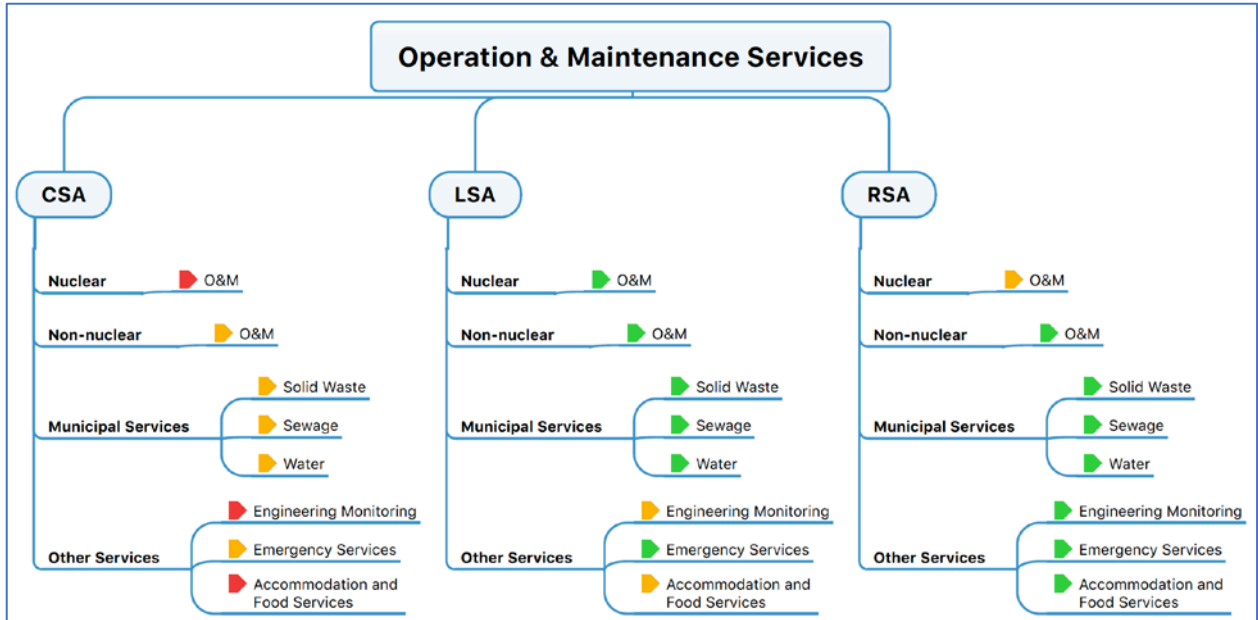 Operation & Maintenance Services
CSA
Nuclear
O&M
Non-nuclear
O&M
Municipal Services
Solid Waste
Sewage
Water
Other Services
Engineering Monitoring
Emergency Services
Accommodation and
Food Services
LSA
Nuclear
O&M
Non-nuclear
O&M
Municipal Services
Solid Waste
Sewage
Water
Other Services
Engineering Monitoring
Emergency Services
Accommodation and
Food Services
RSA
Nuclear
O&M
Non-nuclear
O&M
Municipal Services
Solid Waste
Sewage
Water
Other Services
Engineering Monitoring
Emergency Services
Accommodation and
Food Services